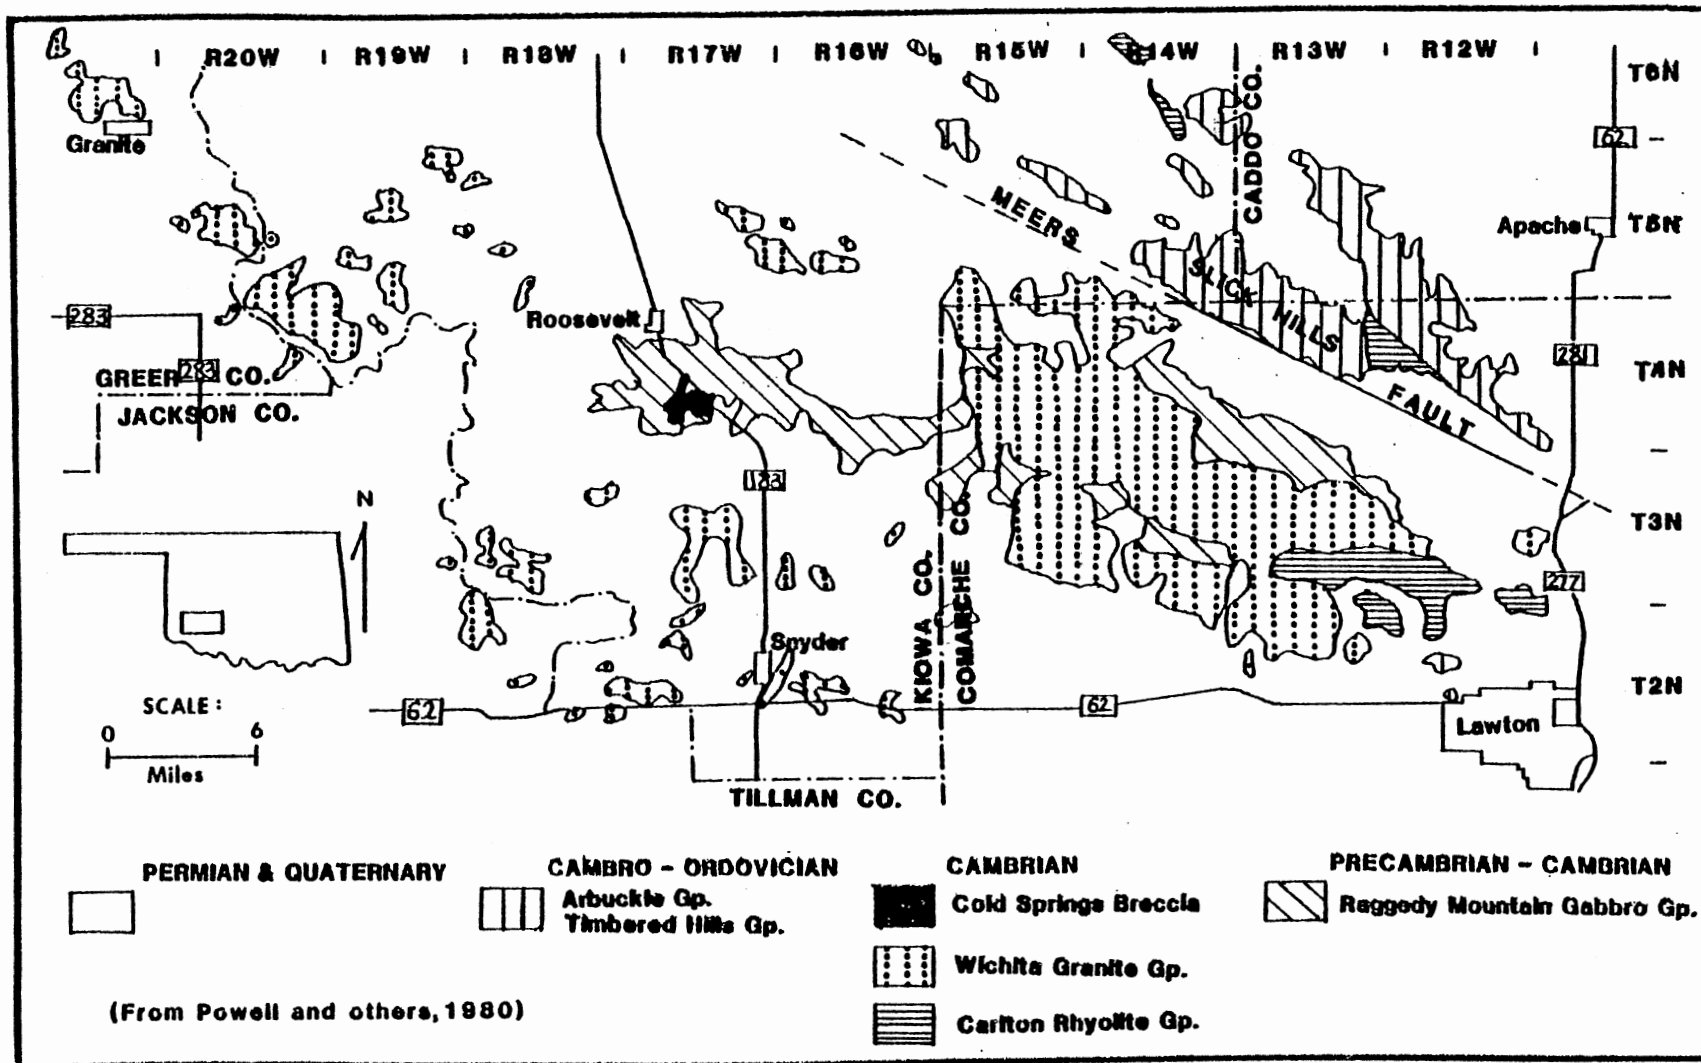 R20W R19W R18W R17W R16W R15W R14W R13W R12W
T6N
62
CADDO CO.
Granite
MEERS
Apache
T5N
SLICK HILLS
283
Roosevelt
281
GREER CO.
283
T4N
JACKSON CO.
FAULT
183
N
T3N
KIOWA CO.
COMANCHE CO.
277
Snyder
SCALE :
62
62
T2N
Lawton
0 6
Miles
TILLMAN CO.
PERMIAN & QUATERNARY
CAMBRO - ORDOVICIAN
Arbuckle Gp.
Timbered Hills Gp.
CAMBRIAN
Cold Springs Breccia
Wichita Granite Gp.
Carlton Rhyolite Gp.
PRECAMBRIAN - CAMBRIAN
Raggedy Mountain Gabbro Gp.
(From Powell and others, 1980)